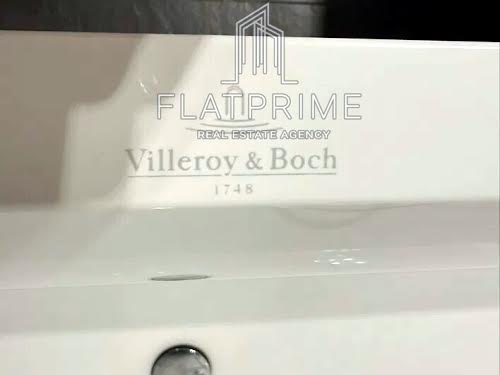 FLATPRIME
REAL ESTATE AGENCY
Villeroy & Boch
1748